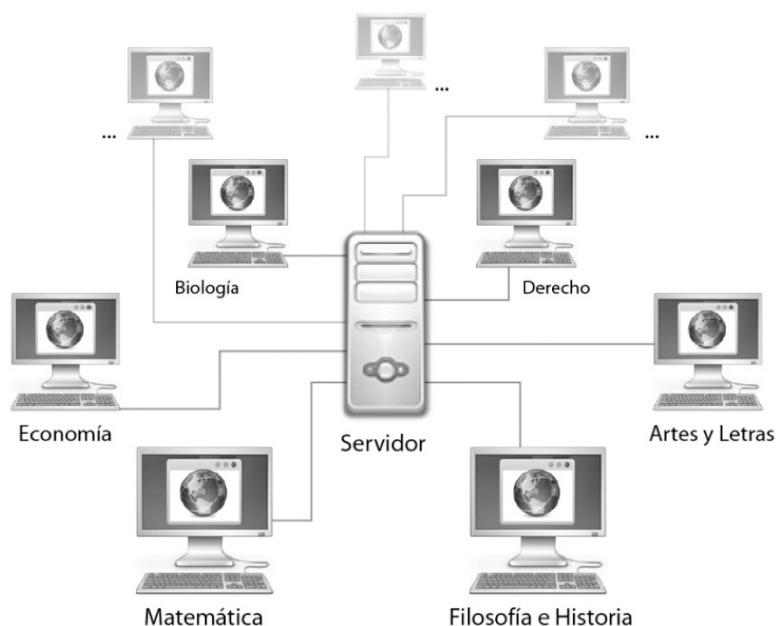 ...
...
...
Biología
Derecho
Economía
Servidor
Artes y Letras
Matemática
Filosofía e Historia